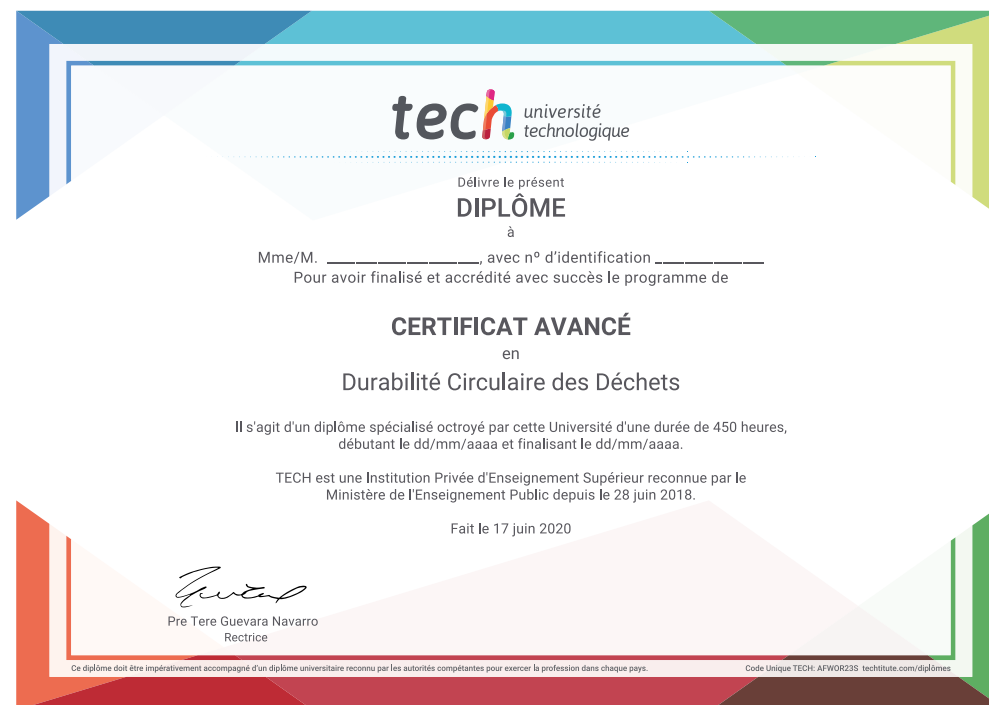 tech université
technologique
Délivre le présent
DIPLÔME
à
Mme/M. ____________________, avec nº d'identification ______________
Pour avoir finalisé et accrédité avec succès le programme de
CERTIFICAT AVANCÉ
en
Durabilité Circulaire des Déchets
Il s'agit d'un diplôme spécialisé octroyé par cette Université d'une durée de 450 heures,
débutant le dd/mm/aaaa et finalisant le dd/mm/aaaa.
TECH est une Institution Privée d'Enseignement Supérieur reconnue par le
Ministère de l'Enseignement Public depuis le 28 juin 2018.
Fait le 17 juin 2020
Pre Tere Guevara Navarro
Rectrice
Ce diplôme doit être impérativement accompagné d'un diplôme universitaire reconnu par les autorités compétantes pour exercer la profession dans chaque pays.
Code Unique TECH: AFWOR23S techtitute.com/diplômes